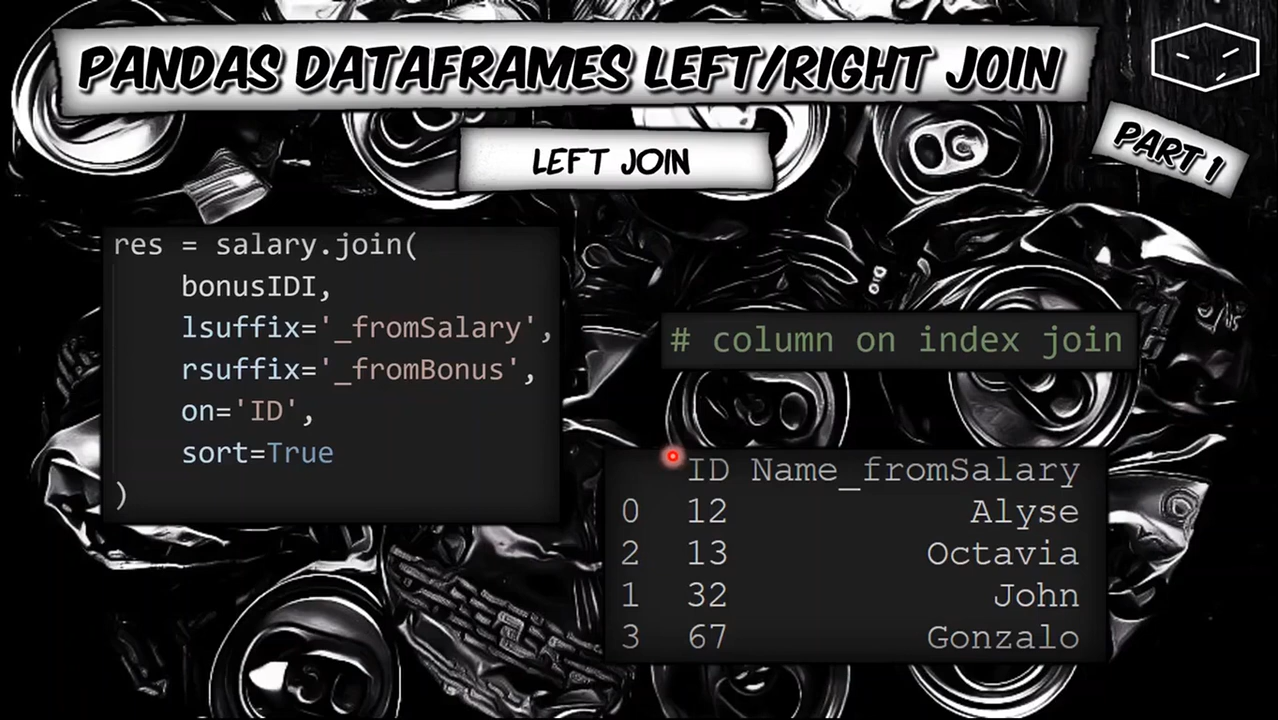 PANDAS DATAFRAMES LEFT/RIGHT JOIN
PART 1
LEFT JOIN
res = salary.join(
    bonusIDI,
    lsuffix='_fromSalary',
    rsuffix='_fromBonus',
    on='ID',
    sort=True
)
# column on index join
   ID Name_fromSalary
0  12           Alyse
2  13         Octavia
1  32            John
3  67         Gonzalo